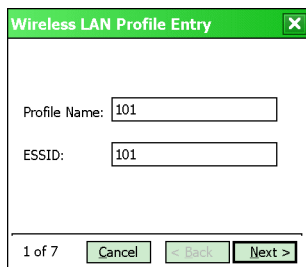 Wireless LAN Profile Entry
Profile Name: 101
ESSID: 101
1 of 7 Cancel < Back Next >